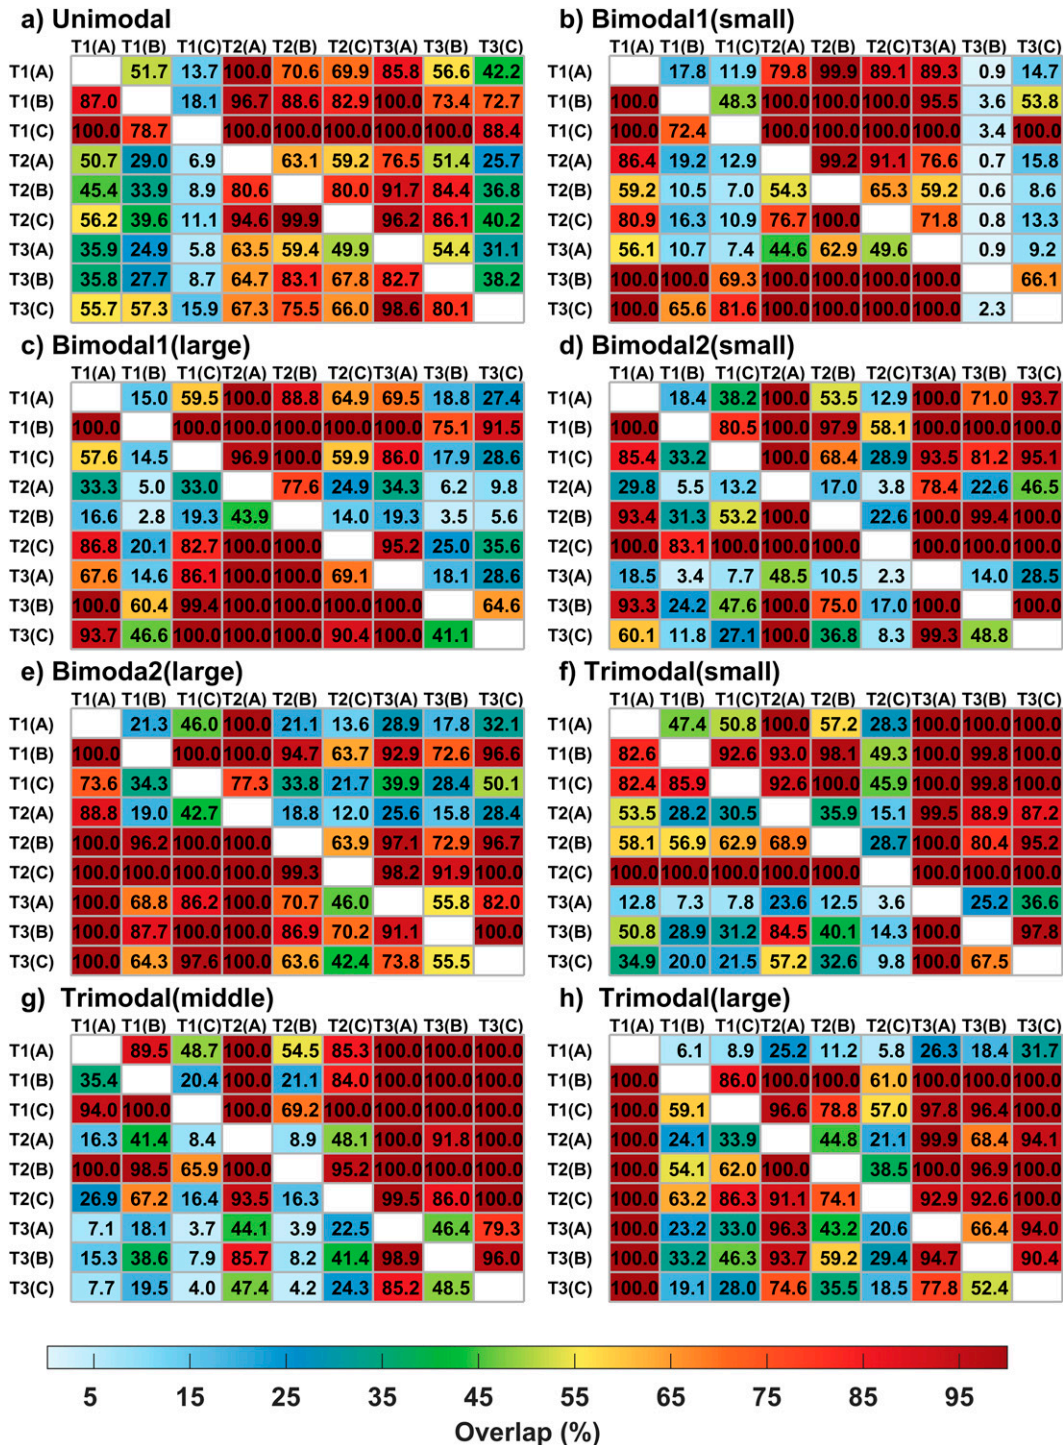 a) Unimodal
T1(A) T1(B) T1(C) T2(A) T2(B) T2(C) T3(A) T3(B) T3(C)
T1(A) 51.7 13.7 100.0 70.6 69.9 85.8 56.6 42.2
T1(B) 87.0 18.1 96.7 88.6 82.9 100.0 73.4 72.7
T1(C) 100.0 78.7 100.0 100.0 100.0 100.0 100.0 88.4
T2(A) 50.7 29.0 6.9 63.1 59.2 76.5 51.4 25.7
T2(B) 45.4 33.9 8.9 80.6 80.0 91.7 84.4 36.8
T2(C) 56.2 39.6 11.1 94.6 99.9 96.2 86.1 40.2
T3(A) 35.9 24.9 5.8 63.5 59.4 49.9 54.4 31.1
T3(B) 35.8 27.7 8.7 64.7 83.1 67.8 82.7 38.2
T3(C) 55.7 57.3 15.9 67.3 75.5 66.0 98.6 80.1
b) Bimodal1(small)
T1(A) T1(B) T1(C) T2(A) T2(B) T2(C) T3(A) T3(B) T3(C)
T1(A) 17.8 11.9 79.8 99.9 89.1 89.3 0.9 14.7
T1(B) 100.0 48.3 100.0 100.0 100.0 95.5 3.6 53.8
T1(C) 100.0 72.4 100.0 100.0 100.0 100.0 3.4 100.0
T2(A) 86.4 19.2 12.9 99.2 91.1 76.6 0.7 15.8
T2(B) 59.2 10.5 7.0 54.3 65.3 59.2 0.6 8.6
T2(C) 80.9 16.3 10.9 76.7 100.0 71.8 0.8 13.3
T3(A) 56.1 10.7 7.4 44.6 62.9 49.6 0.9 9.2
T3(B) 100.0 100.0 69.3 100.0 100.0 100.0 100.0 66.1
T3(C) 100.0 65.6 81.6 100.0 100.0 100.0 100.0 2.3
c) Bimodal1(large)
T1(A) T1(B) T1(C) T2(A) T2(B) T2(C) T3(A) T3(B) T3(C)
T1(A) 15.0 59.5 100.0 88.8 64.9 69.5 18.8 27.4
T1(B) 100.0 100.0 100.0 100.0 100.0 100.0 75.1 91.5
T1(C) 57.6 14.5 96.9 100.0 59.9 86.0 17.9 28.6
T2(A) 33.3 5.0 33.0 77.6 24.9 34.3 6.2 9.8
T2(B) 16.6 2.8 19.3 43.9 14.0 19.3 3.5 5.6
T2(C) 86.8 20.1 82.7 100.0 100.0 95.2 25.0 35.6
T3(A) 67.6 14.6 86.1 100.0 100.0 69.1 18.1 28.6
T3(B) 100.0 60.4 99.4 100.0 100.0 100.0 100.0 64.6
T3(C) 93.7 46.6 100.0 100.0 100.0 90.4 100.0 41.1
d) Bimodal2(small)
T1(A) T1(B) T1(C) T2(A) T2(B) T2(C) T3(A) T3(B) T3(C)
T1(A) 18.4 38.2 100.0 53.5 12.9 100.0 71.0 93.7
T1(B) 100.0 80.5 100.0 97.9 58.1 100.0 100.0 100.0
T1(C) 85.4 33.2 100.0 68.4 28.9 93.5 81.2 95.1
T2(A) 29.8 5.5 13.2 17.0 3.8 78.4 22.6 46.5
T2(B) 93.4 31.3 53.2 100.0 22.6 100.0 99.4 100.0
T2(C) 100.0 83.1 100.0 100.0 100.0 100.0 100.0 100.0
T3(A) 18.5 3.4 7.7 48.5 10.5 2.3 14.0 28.5
T3(B) 93.3 24.2 47.6 100.0 75.0 17.0 100.0 100.0
T3(C) 60.1 11.8 27.1 100.0 36.8 8.3 99.3 48.8
e) Bimoda2(large)
T1(A) T1(B) T1(C) T2(A) T2(B) T2(C) T3(A) T3(B) T3(C)
T1(A) 21.3 46.0 100.0 21.1 13.6 28.9 17.8 32.1
T1(B) 100.0 100.0 100.0 94.7 63.7 92.9 72.6 96.6
T1(C) 73.6 34.3 77.3 33.8 21.7 39.9 28.4 50.1
T2(A) 88.8 19.0 42.7 18.8 12.0 25.6 15.8 28.4
T2(B) 100.0 96.2 100.0 100.0 63.9 97.1 72.9 96.7
T2(C) 100.0 100.0 100.0 100.0 99.3 98.2 91.9 100.0
T3(A) 100.0 68.8 86.2 100.0 70.7 46.0 55.8 82.0
T3(B) 100.0 87.7 100.0 100.0 86.9 70.2 91.1 100.0
T3(C) 100.0 64.3 97.6 100.0 63.6 42.4 73.8 55.5
f) Trimodal(small)
T1(A) T1(B) T1(C) T2(A) T2(B) T2(C) T3(A) T3(B) T3(C)
T1(A) 47.4 50.8 100.0 57.2 28.3 100.0 100.0 100.0
T1(B) 82.6 92.6 93.0 98.1 49.3 100.0 99.8 100.0
T1(C) 82.4 85.9 92.6 100.0 45.9 100.0 99.8 100.0
T2(A) 53.5 28.2 30.5 35.9 15.1 99.5 88.9 87.2
T2(B) 58.1 56.9 62.9 68.9 28.7 100.0 80.4 95.2
T2(C) 100.0 100.0 100.0 100.0 100.0 100.0 100.0 100.0
T3(A) 12.8 7.3 7.8 23.6 12.5 3.6 25.2 36.6
T3(B) 50.8 28.9 31.2 84.5 40.1 14.3 100.0 97.8
T3(C) 34.9 20.0 21.5 57.2 32.6 9.8 100.0 67.5
g) Trimodal(middle)
T1(A) T1(B) T1(C) T2(A) T2(B) T2(C) T3(A) T3(B) T3(C)
T1(A) 89.5 48.7 100.0 54.5 85.3 100.0 100.0 100.0
T1(B) 35.4 20.4 100.0 21.1 84.0 100.0 100.0 100.0
T1(C) 94.0 100.0 100.0 69.2 100.0 100.0 100.0 100.0
T2(A) 16.3 41.4 8.4 8.9 48.1 100.0 91.8 100.0
T2(B) 100.0 98.5 65.9 100.0 95.2 100.0 100.0 100.0
T2(C) 26.9 67.2 16.4 93.5 16.3 99.5 86.0 100.0
T3(A) 7.1 18.1 3.7 44.1 3.9 22.5 46.4 79.3
T3(B) 15.3 38.6 7.9 85.7 8.2 41.4 98.9 96.0
T3(C) 7.7 19.5 4.0 47.4 4.2 24.3 85.2 48.5
h) Trimodal(large)
T1(A) T1(B) T1(C) T2(A) T2(B) T2(C) T3(A) T3(B) T3(C)
T1(A) 6.1 8.9 25.2 11.2 5.8 26.3 18.4 31.7
T1(B) 100.0 86.0 100.0 100.0 61.0 100.0 100.0 100.0
T1(C) 100.0 59.1 96.6 78.8 57.0 97.8 96.4 100.0
T2(A) 100.0 24.1 33.9 44.8 21.1 99.9 68.4 94.1
T2(B) 100.0 54.1 62.0 100.0 38.5 100.0 96.9 100.0
T2(C) 100.0 63.2 86.3 91.1 74.1 92.9 92.6 100.0
T3(A) 100.0 23.2 33.0 96.3 43.2 20.6 66.4 94.0
T3(B) 100.0 33.2 46.3 93.7 59.2 29.4 94.7 90.4
T3(C) 100.0 19.1 28.0 74.6 35.5 18.5 77.8 52.4
5 15 25 35 45 55 65 75 85 95
Overlap (%)